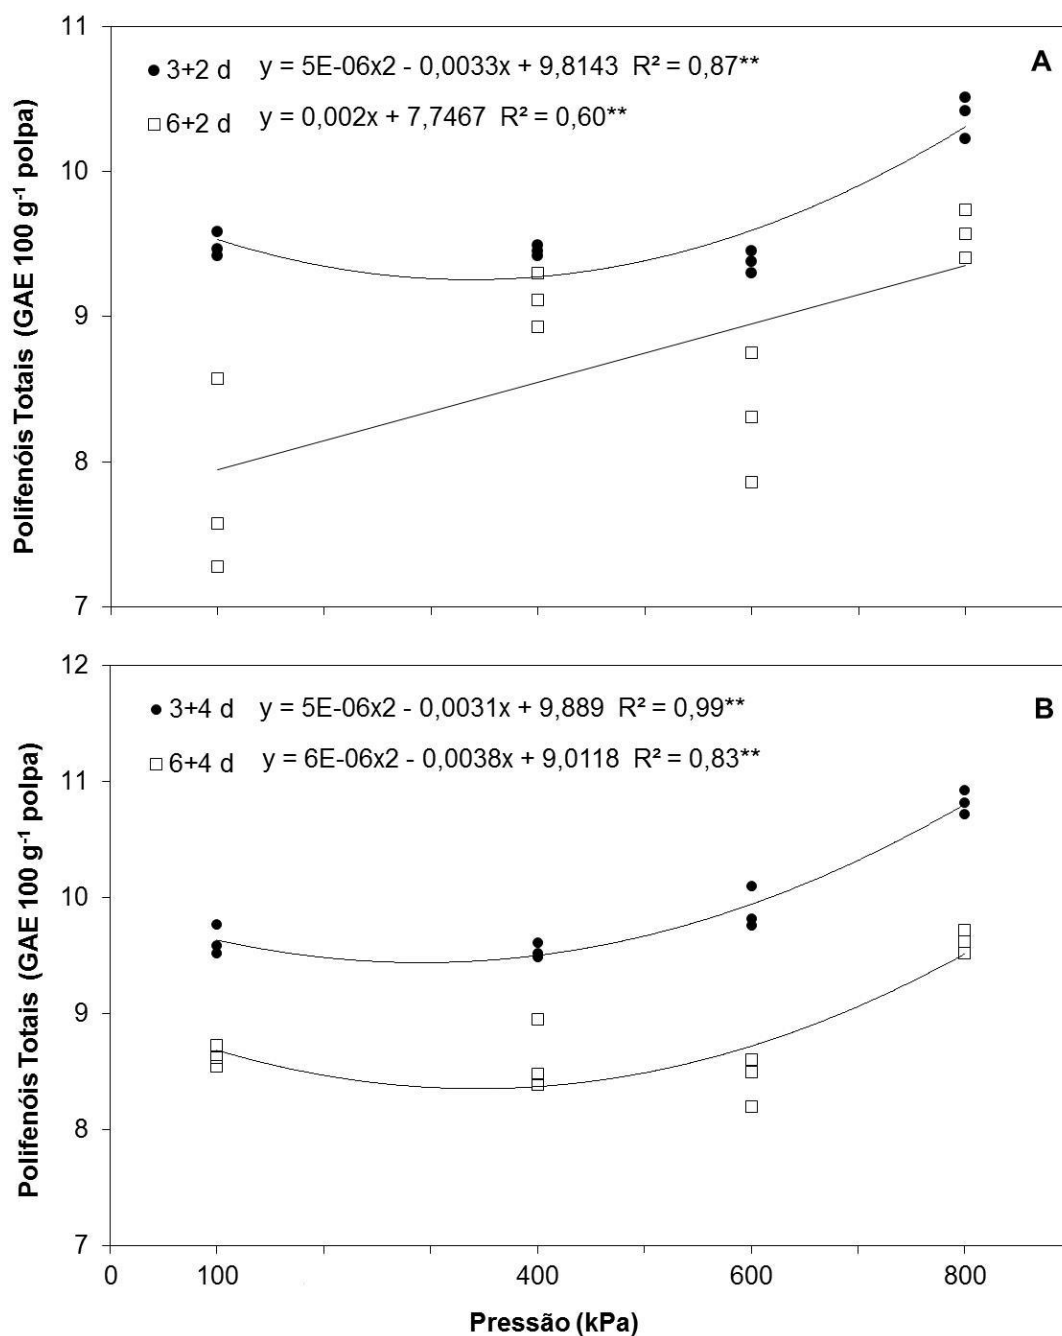 11
● 3+2 d y = 5E-06x2 - 0,0033x + 9,8143 R² = 0,87**
A
□ 6+2 d y = 0,002x + 7,7467 R² = 0,60**
10
9
8
7
Polifenóis Totais (GAE 100 g⁻¹ polpa)
12
● 3+4 d y = 5E-06x2 - 0,0031x + 9,889 R² = 0,99**
B
□ 6+4 d y = 6E-06x2 - 0,0038x + 9,0118 R² = 0,83**
11
10
9
8
7
Polifenóis Totais (GAE 100 g⁻¹ polpa)
0 100 400 600 800
Pressão (kPa)